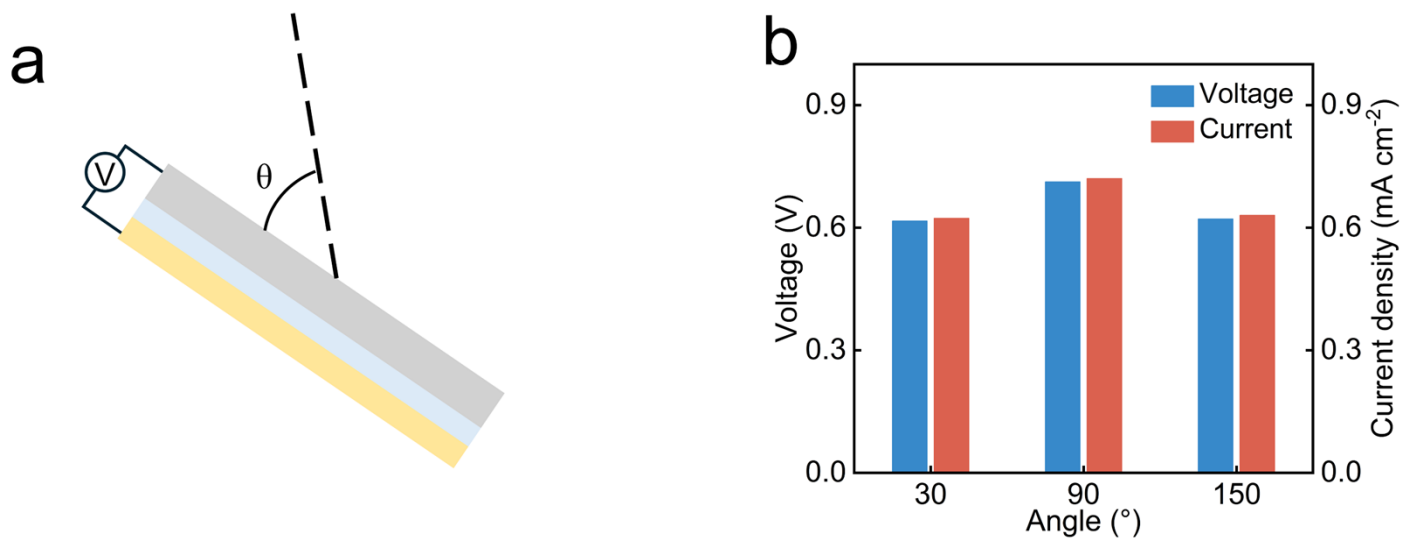 a
V
θ
b
Voltage
Current
Voltage (V)
0.9
0.6
0.3
0.0
0.9
0.6
0.3
0.0
Current density (mA cm⁻²)
30 90 150
Angle (°)